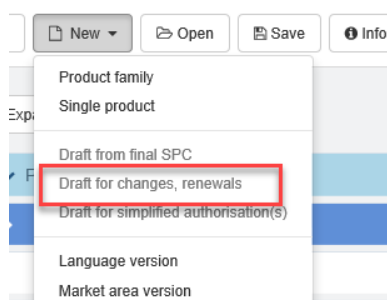 New Open Save Info
Product family
Single product
Expa
Draft from final SPC
F
Draft for changes, renewals
Draft for simplified authorisation(s)
Language version
Market area version